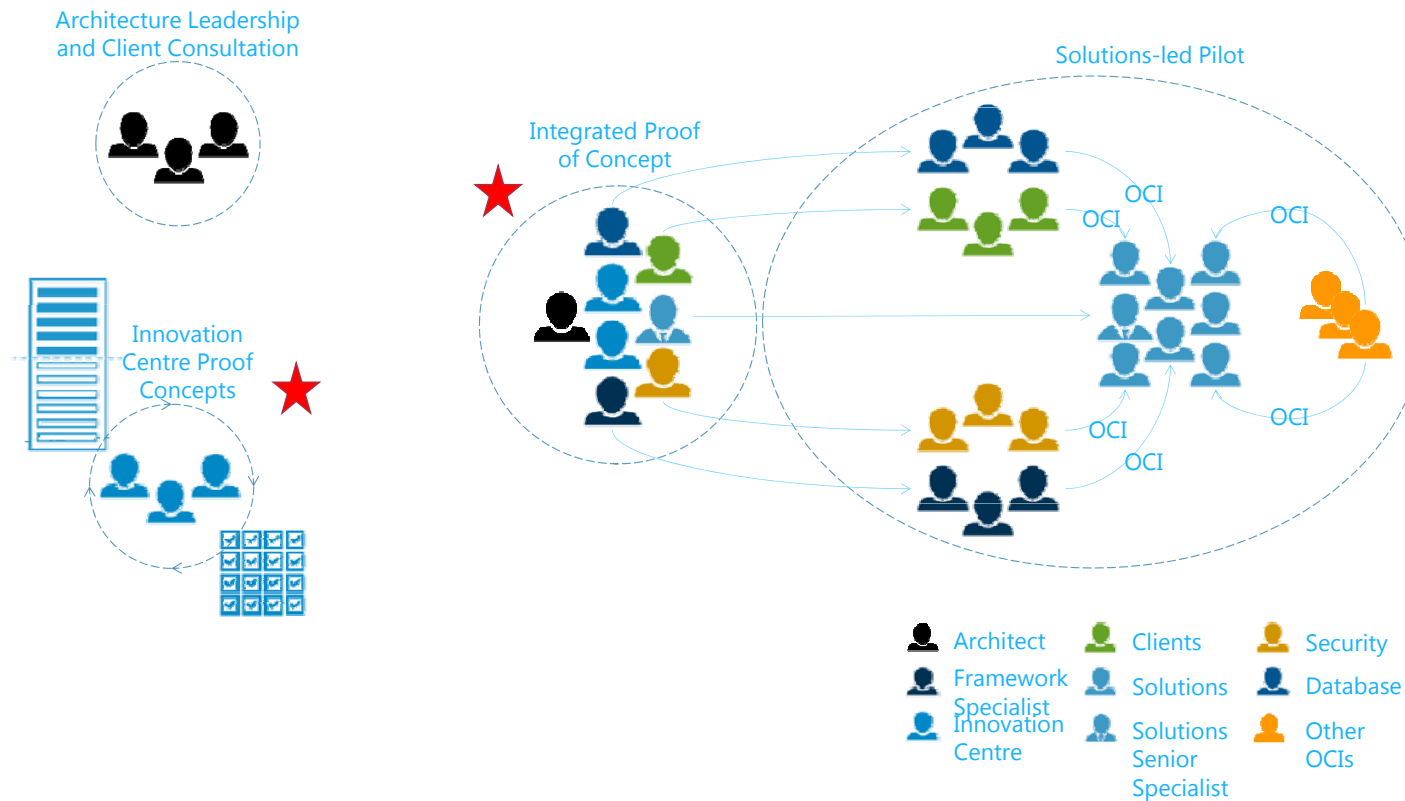 Architecture Leadership
and Client Consultation
Solutions-led Pilot
Integrated Proof
of Concept
OCI
OCI
OCI
Innovation
Centre Proof
Concepts
OCI
OCI
OCI
Architect
Clients
Security
Framework
Specialist
Solutions
Database
Innovation
Centre
Solutions
Senior
Specialist
Other
OCIs